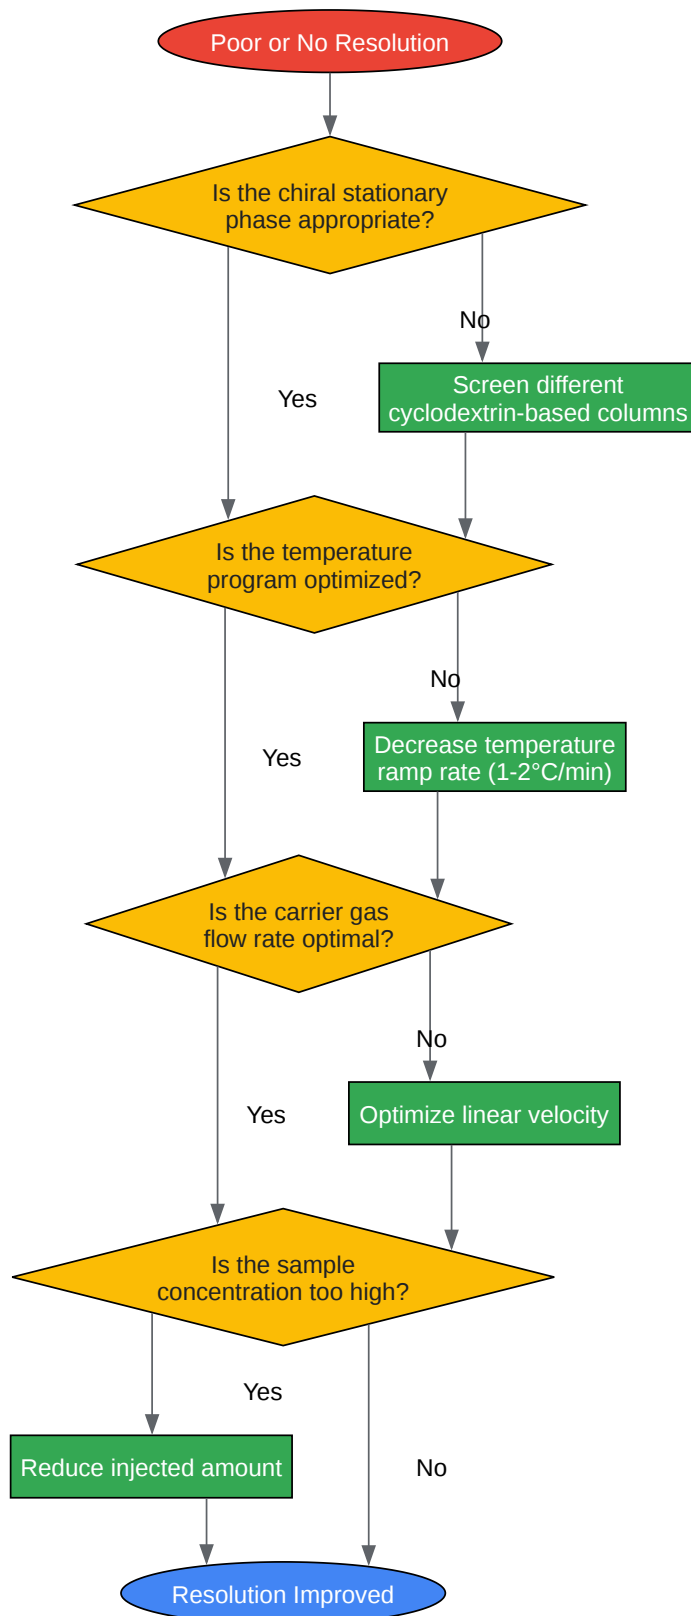 Poor or No Resolution
Is the chiral stationary
phase appropriate?
No
Yes
Screen different
cyclodextrin-based columns
Is the temperature
program optimized?
No
Yes
Decrease temperature
ramp rate (1-2°C/min)
Is the carrier gas
flow rate optimal?
No
Yes
Optimize linear velocity
Is the sample
concentration too high?
Yes
Reduce injected amount
No
Resolution Improved